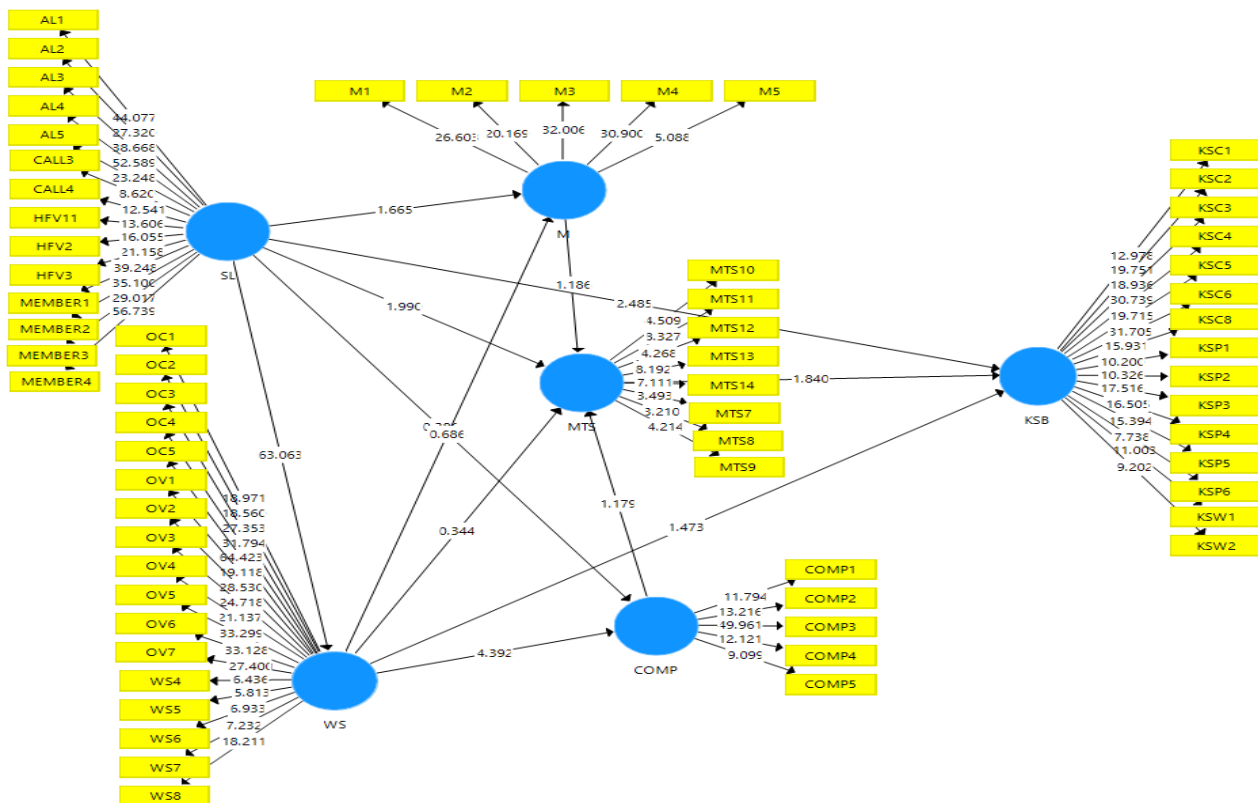 AL1
AL2
AL3
AL4
AL5
CALL3
CALL4
HFV11
HFV2
HFV3
MEMBER1
MEMBER2
MEMBER3
MEMBER4
44.077
37.320
38.668
52.589
23.248
8.620
12.541
13.606
16.055
21.158
39.248
35.100
29.017
56.739
SL
M1
M2
M3
M4
M5
26.603
20.169
32.006
30.900
5.088
M
1.665
1.990
1.186
2.485
63.063
0.686
0.344
1.179
1.840
1.473
4.392
MTS10
MTS11
MTS12
MTS13
MTS14
MTS7
MTS8
MTS9
4.509
3.327
4.268
8.192
7.111
3.493
3.210
4.214
MTS
KSC1
KSC2
KSC3
KSC4
KSC5
KSC6
KSC8
KSP1
KSP2
KSP3
KSP4
KSP5
KSP6
KSW1
KSW2
12.978
19.751
18.936
30.739
19.715
31.705
15.931
10.200
10.326
17.516
16.505
15.394
7.738
11.003
9.202
KSB
OC1
OC2
OC3
OC4
OC5
OV1
OV2
OV3
OV4
OV5
OV6
OV7
WS4
WS5
WS6
WS7
WS8
18.971
18.560
27.353
31.794
64.423
19.118
28.530
24.718
21.137
33.299
33.128
27.400
6.436
5.813
6.933
7.232
18.211
WS
COMP1
COMP2
COMP3
COMP4
COMP5
11.794
13.216
49.961
12.121
9.099
COMP